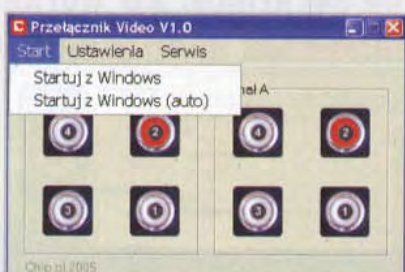 Przełącznik Video V1.0
Start Ustawienia Serwis
Startuj z Windows
Startuj z Windows (auto)
nał A
4 2 4 2
3 1 3 1
Chip.pl 2005